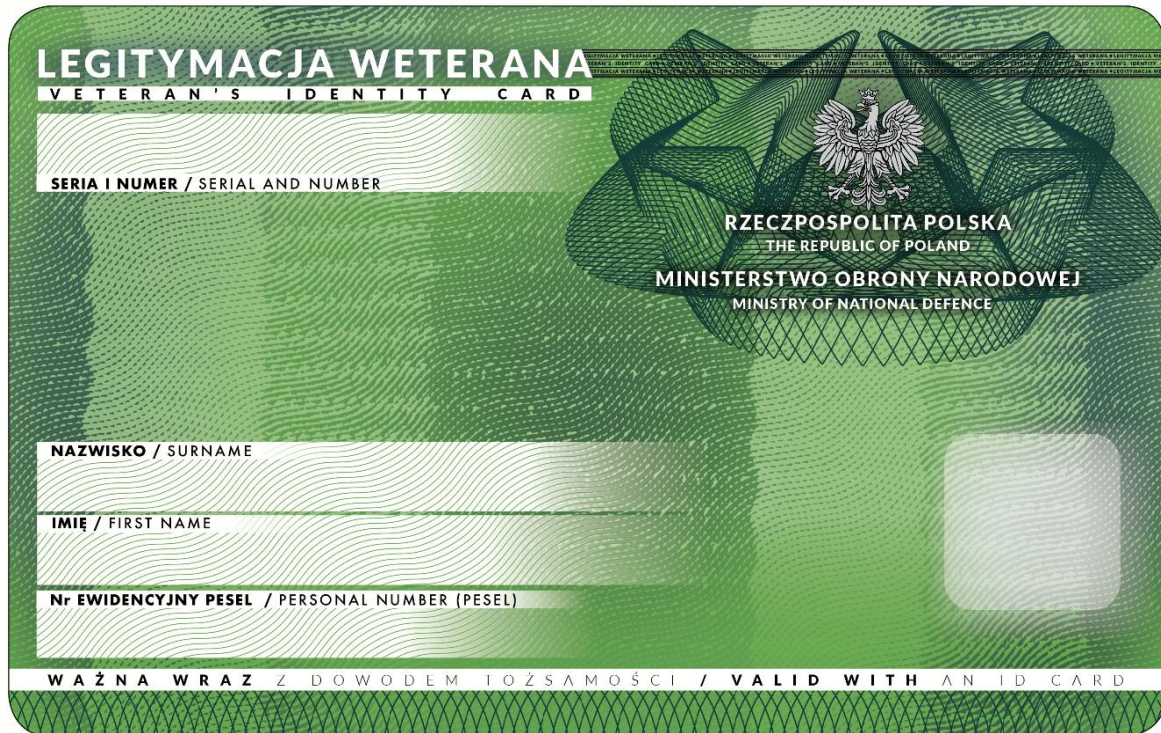 LEGITYMACJA WETERANA
VETERAN'S IDENTITY CARD
SERIA I NUMER / SERIAL AND NUMBER
RZECZPOSPOLITA POLSKA
THE REPUBLIC OF POLAND
MINISTERSTWO OBRONY NARODOWEJ
MINISTRY OF NATIONAL DEFENCE
NAZWISKO / SURNAME
IMIĘ / FIRST NAME
Nr EWIDENCYJNY PESEL / PERSONAL NUMBER (PESEL)
WAŻNA WRAZ Z DOWODEM TOŻSAMOŚCI / VALID WITH AN ID CARD